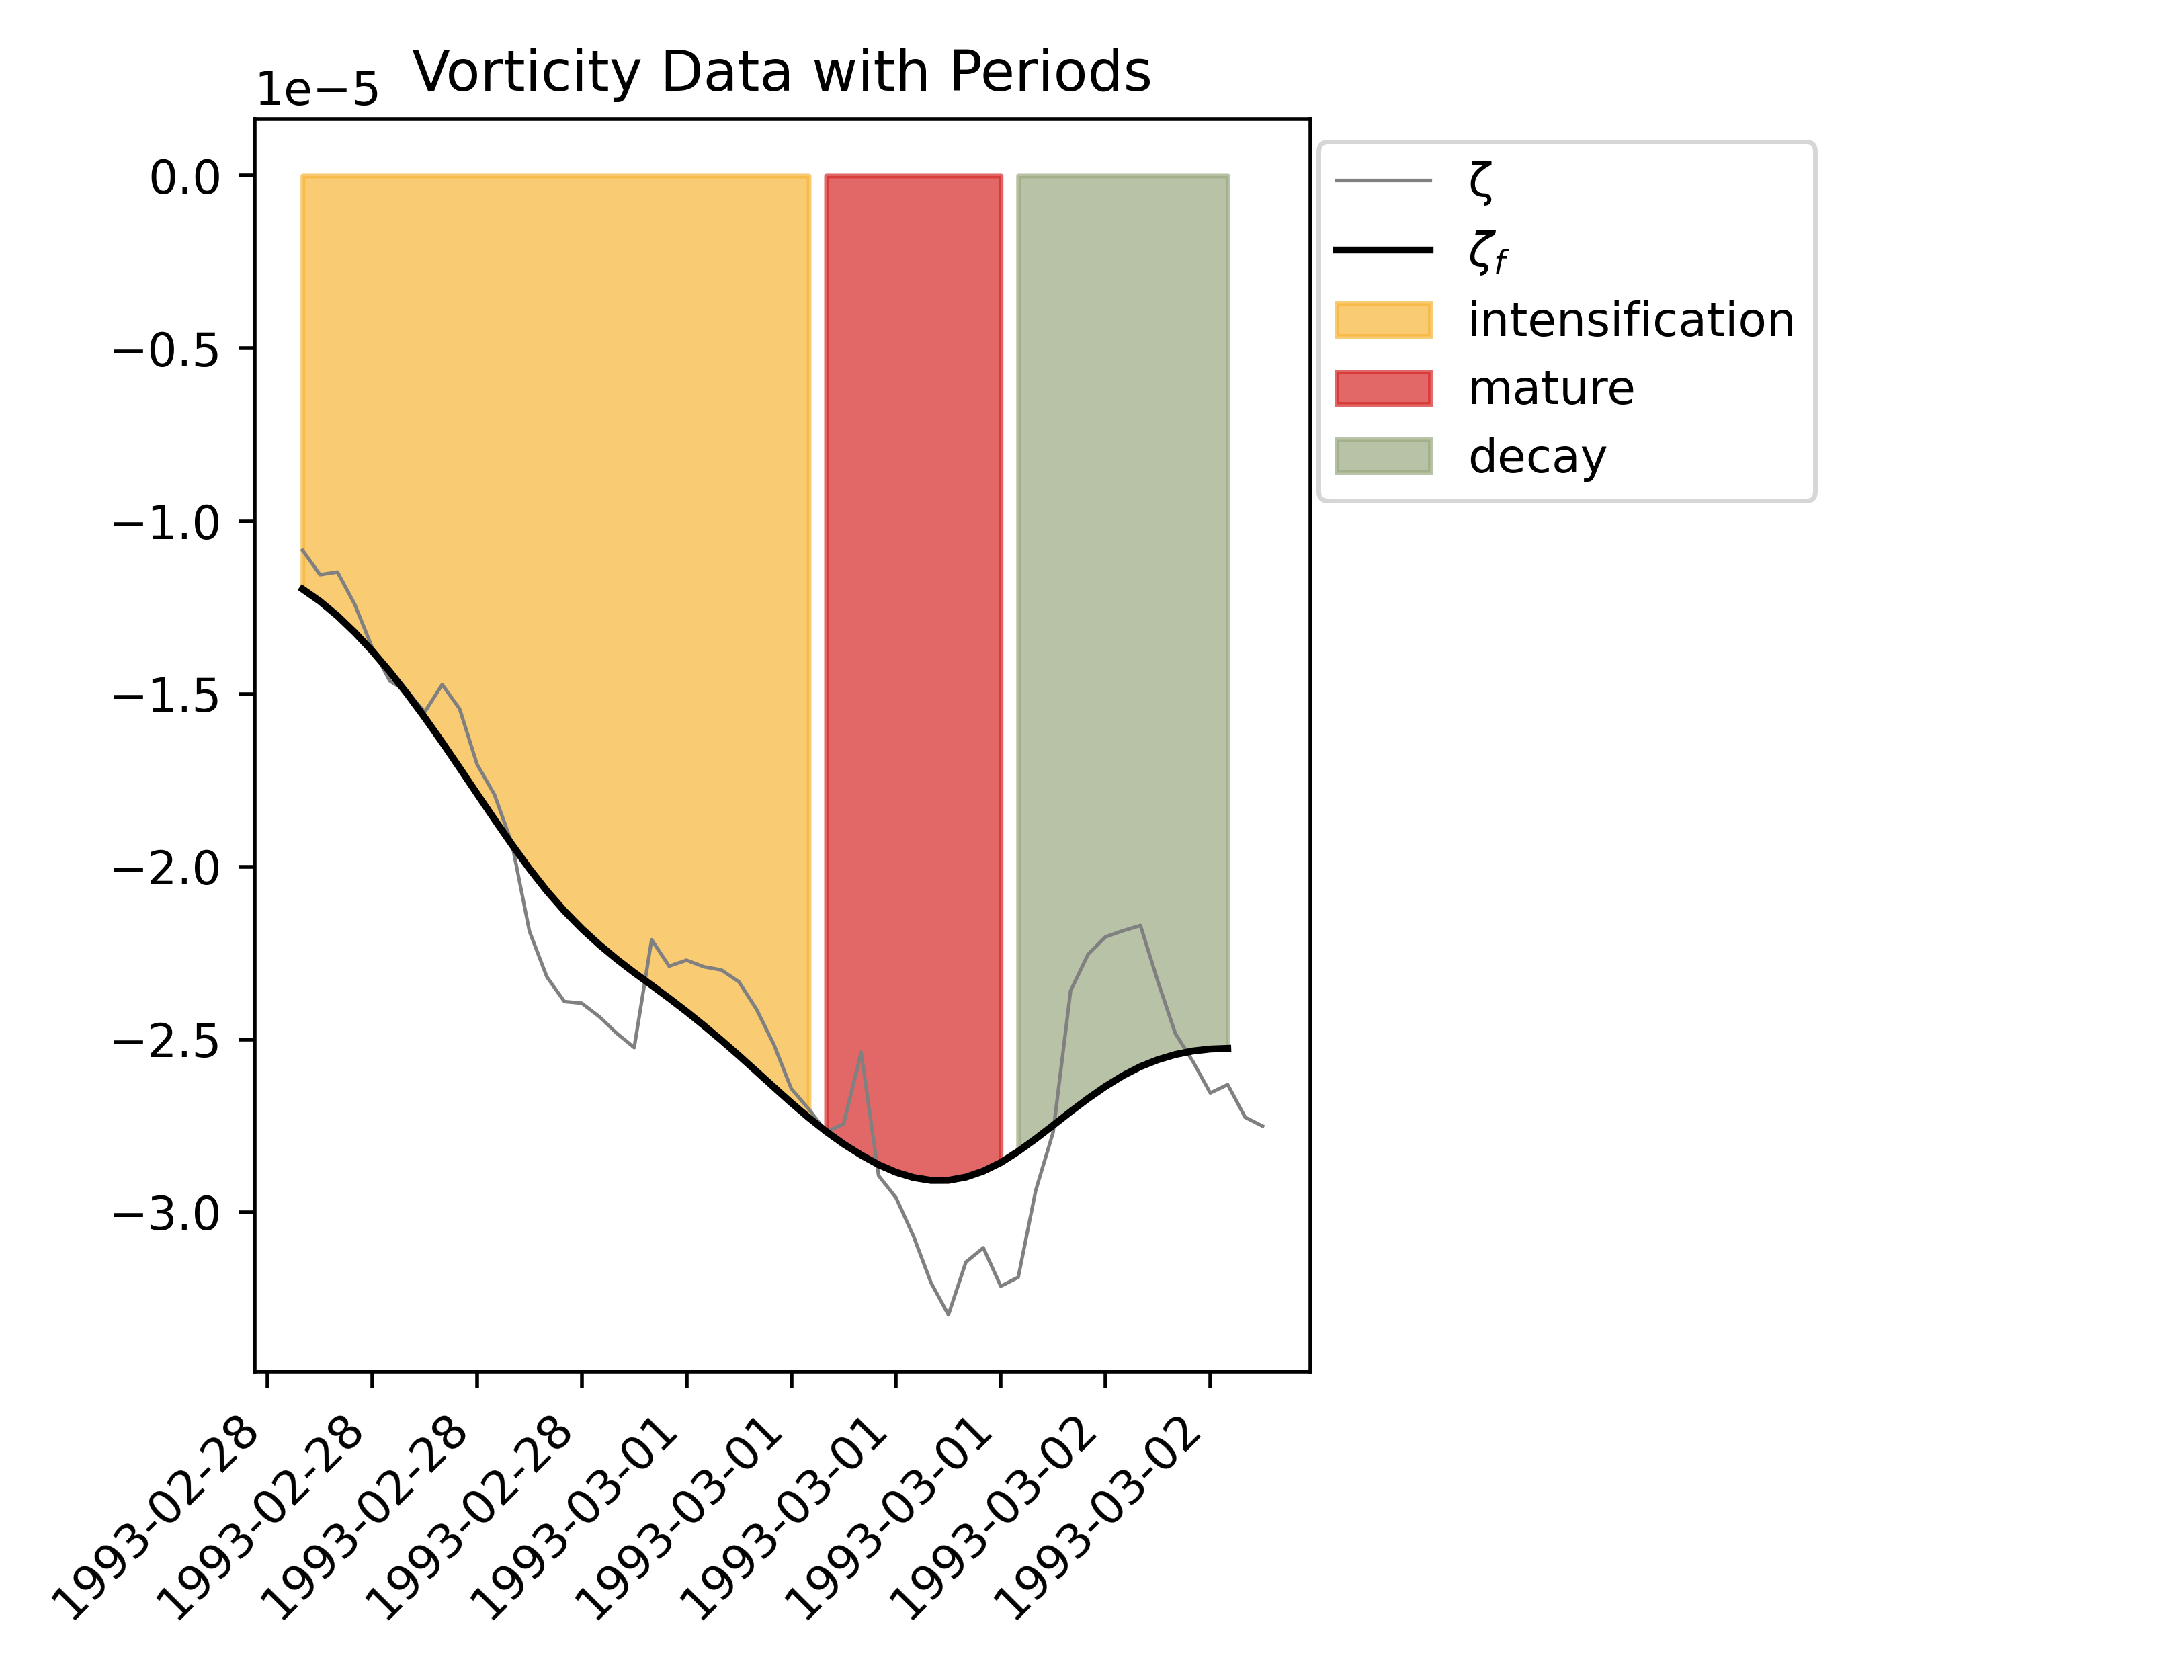 Vorticity Data with Periods
1e−5
0.0
−0.5
−1.0
−1.5
−2.0
−2.5
−3.0
1993-02-28
1993-02-28
1993-02-28
1993-02-28
1993-03-01
1993-03-01
1993-03-01
1993-03-01
1993-03-02
1993-03-02
ζ
ζf
intensification
mature
decay